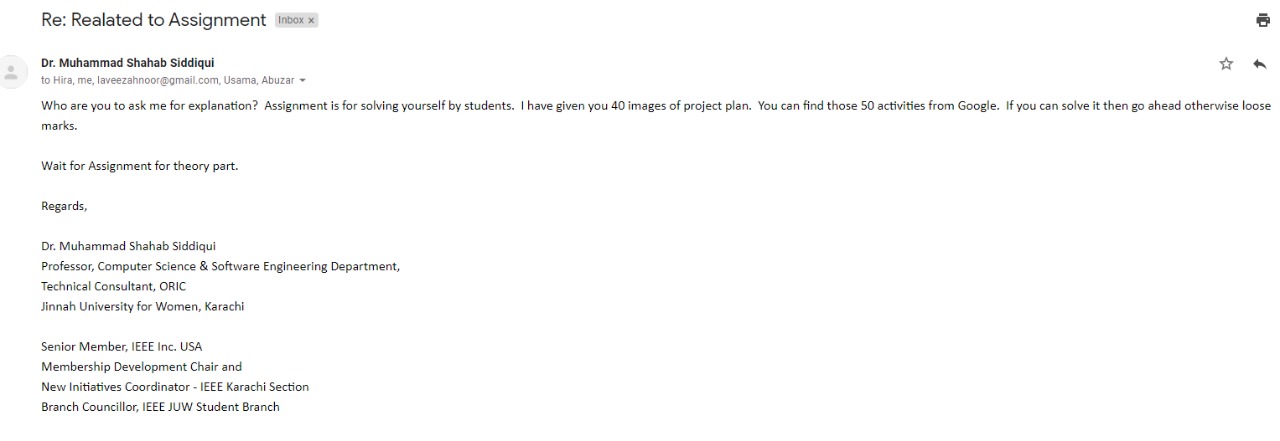 Re: Realated to Assignment Inbox x
Dr. Muhammad Shahab Siddiqui
to Hira, me, laveezahnoor@gmail.com, Usama, Abuzar
Who are you to ask me for explanation?  Assignment is for solving yourself by students.  I have given you 40 images of project plan.  You can find those 50 activities from Google.  If you can solve it then go ahead otherwise loose
marks.
Wait for Assignment for theory part.
Regards,
Dr. Muhammad Shahab Siddiqui
Professor, Computer Science & Software Engineering Department,
Technical Consultant, ORIC
Jinnah University for Women, Karachi
Senior Member, IEEE Inc. USA
Membership Development Chair and
New Initiatives Coordinator - IEEE Karachi Section
Branch Councillor, IEEE JUW Student Branch